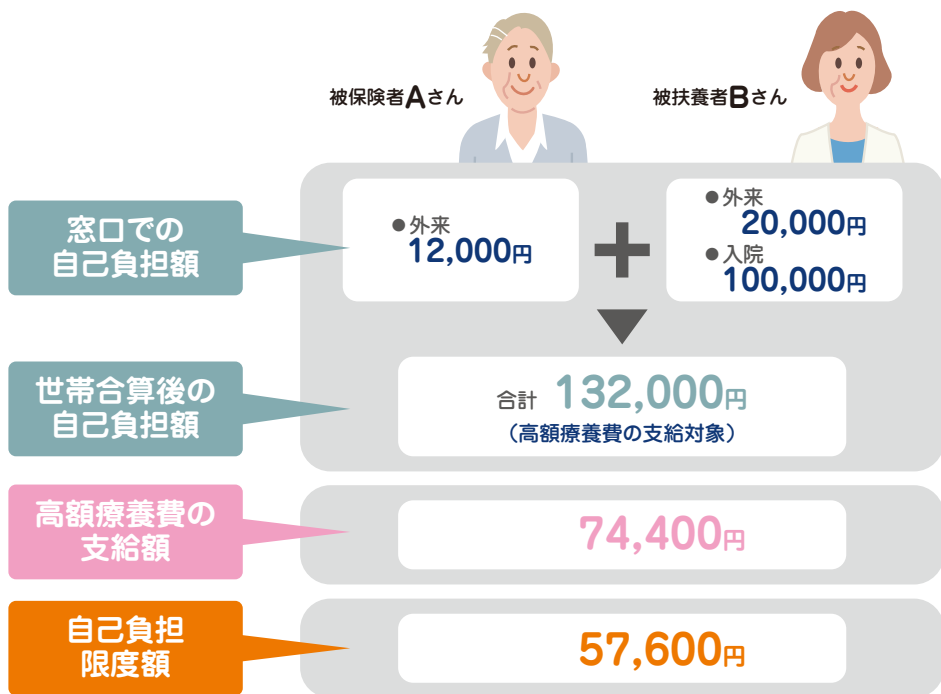 被保険者Aさん
被扶養者Bさん
窓口での
自己負担額
●外来
12,000円
+
●外来
20,000円
●入院
100,000円
世帯合算後の
自己負担額
合計 132,000円
（高額療養費の支給対象）
高額療養費の
支給額
74,400円
自己負担
限度額
57,600円